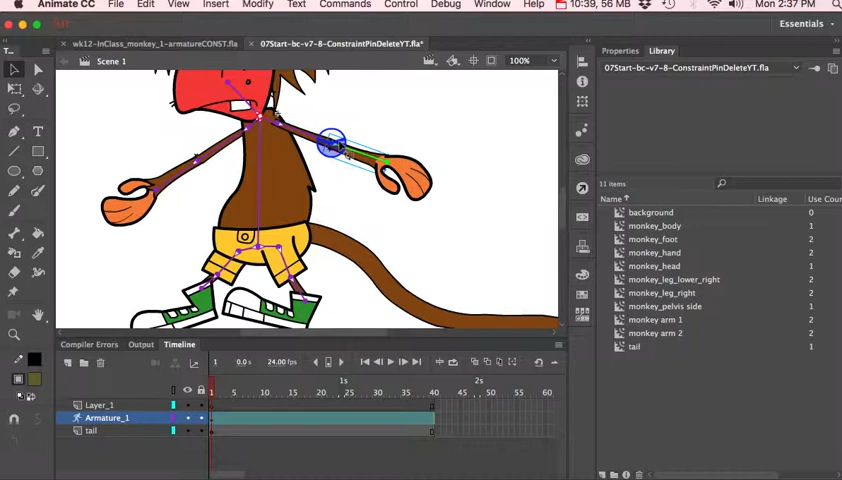 Animate CC File Edit View Insert Modify Text Commands Control Debug Window 10:39, 56 MB Mon 2:37 PM
Essentials
wk12-InClass_monkey_1-armatureCONST.fla 07Start-bc-v7-8-ConstraintPinDeleteYT.fla*
Scene 1 100%
Properties Library
07Start-bc-v7-8-ConstraintPinDeleteYT.fla
11 items
Name Linkage Use Coun
background 0
monkey_body 1
monkey_foot 2
monkey_hand 2
monkey_head 1
monkey_leg_lower_right 2
monkey_leg_right 2
monkey_pelvis side 1
monkey arm 1 2
monkey arm 2 2
tail 1
Compiler Errors Output Timeline
1 0.0 s 24.00 fps
1s 2s
1 5 10 15 20 25 30 35 40 45 50 55 60
Layer_1
Armature_1
tail